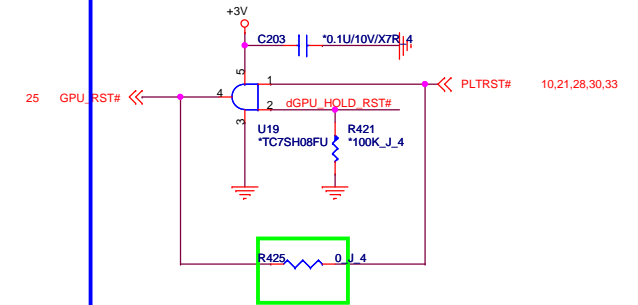 +3V
C203 *0.1U/10V/X7R_4
5
1
PLTRST# 10,21,28,30,33
25 GPU_RST# 4
2 dGPU_HOLD_RST#
3
U19 R421
*TC7SH08FU *100K_J_4
R425 0_J_4